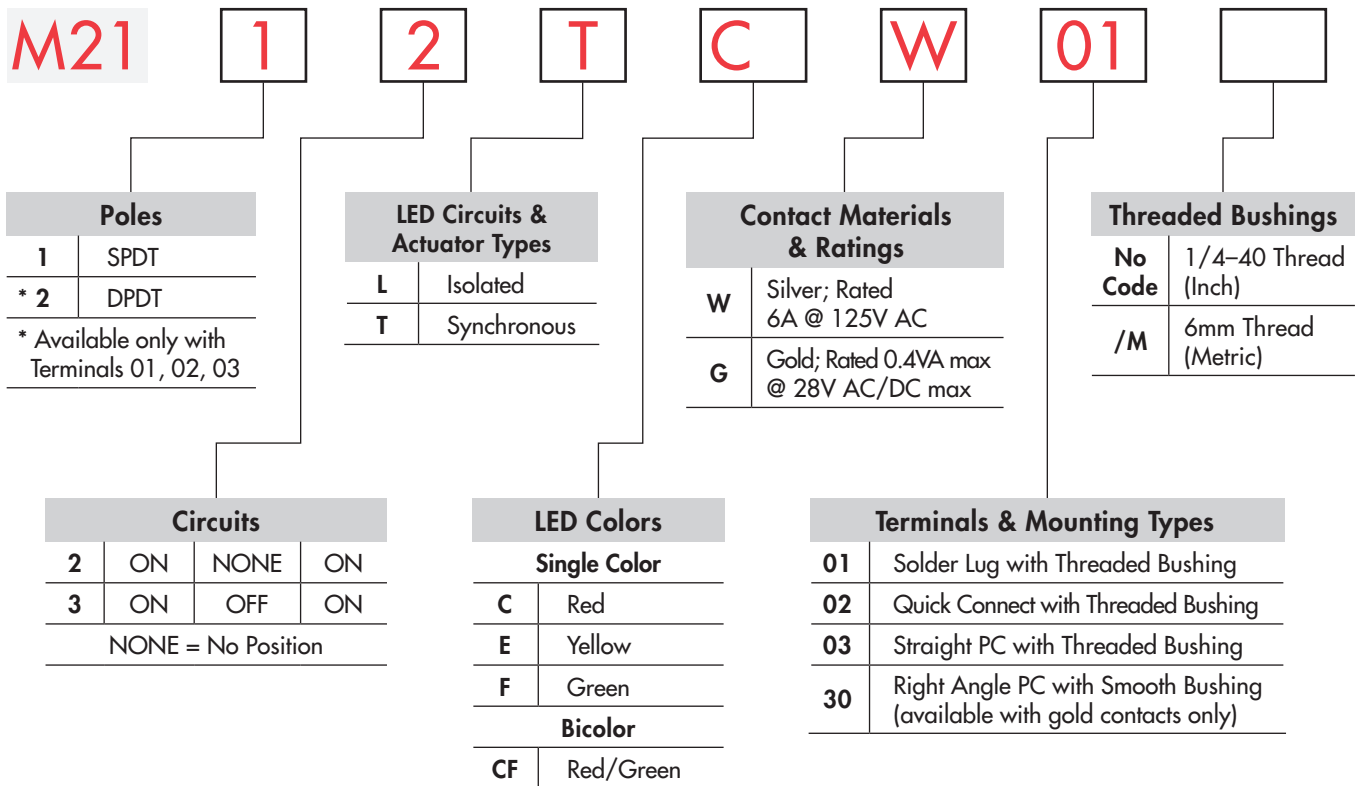 M21 1 2 T C W 01
Poles
1 SPDT
* 2 DPDT
* Available only with
Terminals 01, 02, 03
LED Circuits &
Actuator Types
L Isolated
T Synchronous
Contact Materials
& Ratings
W Silver; Rated
6A @ 125V AC
G Gold; Rated 0.4VA max
@ 28V AC/DC max
Threaded Bushings
No
Code 1/4–40 Thread
(Inch)
/M 6mm Thread
(Metric)
Circuits
2 ON NONE ON
3 ON OFF ON
NONE = No Position
LED Colors
Single Color
C Red
E Yellow
F Green
Bicolor
CF Red/Green
Terminals & Mounting Types
01 Solder Lug with Threaded Bushing
02 Quick Connect with Threaded Bushing
03 Straight PC with Threaded Bushing
30 Right Angle PC with Smooth Bushing
(available with gold contacts only)